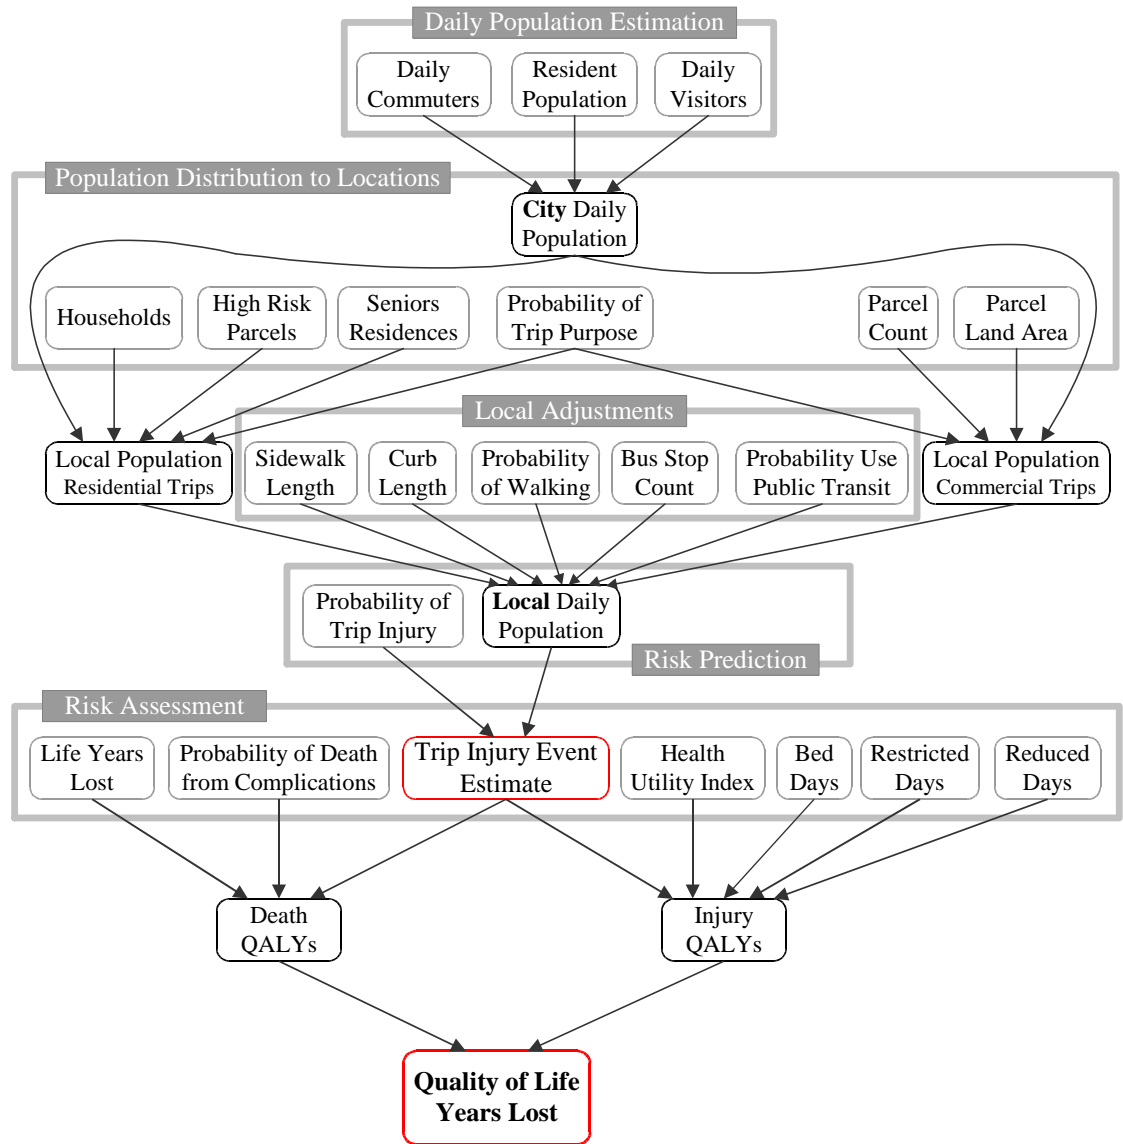 Daily Population Estimation
Daily
Commuters
Resident
Population
Daily
Visitors
Population Distribution to Locations
City Daily
Population
Households
High Risk
Parcels
Seniors
Residences
Probability of
Trip Purpose
Parcel
Count
Parcel
Land Area
Local Adjustments
Local Population
Residential Trips
Sidewalk
Length
Curb
Length
Probability
of Walking
Bus Stop
Count
Probability Use
Public Transit
Local Population
Commercial Trips
Probability of
Trip Injury
Local Daily
Population
Risk Prediction
Risk Assessment
Life Years
Lost
Probability of Death
from Complications
Trip Injury Event
Estimate
Health
Utility Index
Bed
Days
Restricted
Days
Reduced
Days
Death
QALYs
Injury
QALYs
Quality of Life
Years Lost